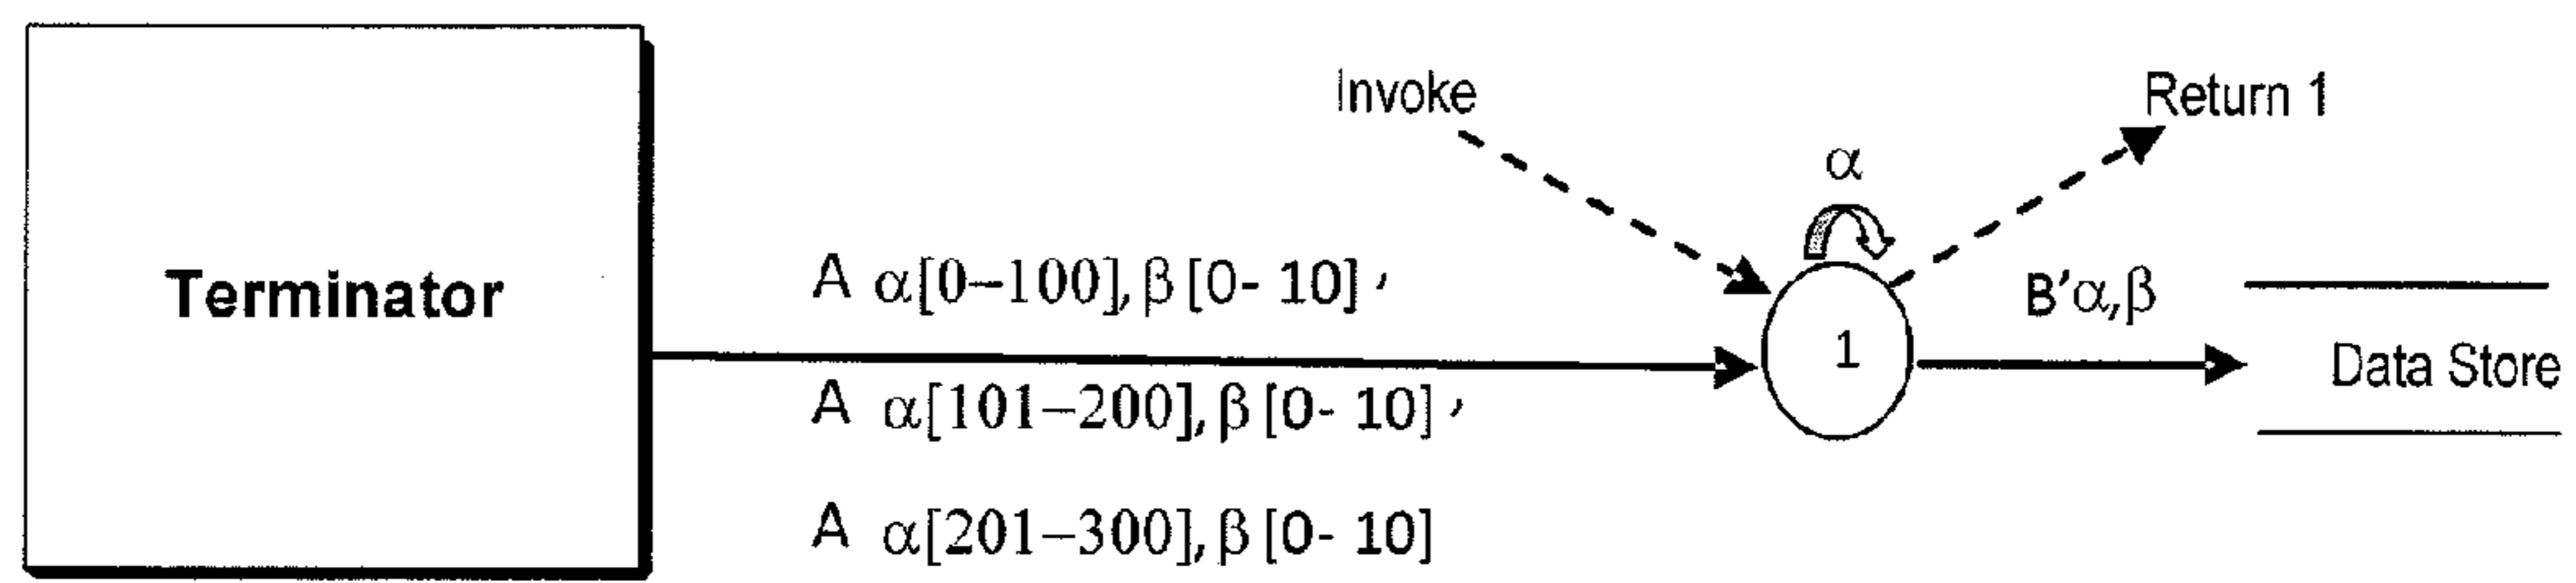 Invoke
Return 1
α
Terminator
A α[0–100], β [0- 10] ,
B'α,β
1
Data Store
A α[101–200], β [0- 10] ,
A α[201–300], β [0- 10]